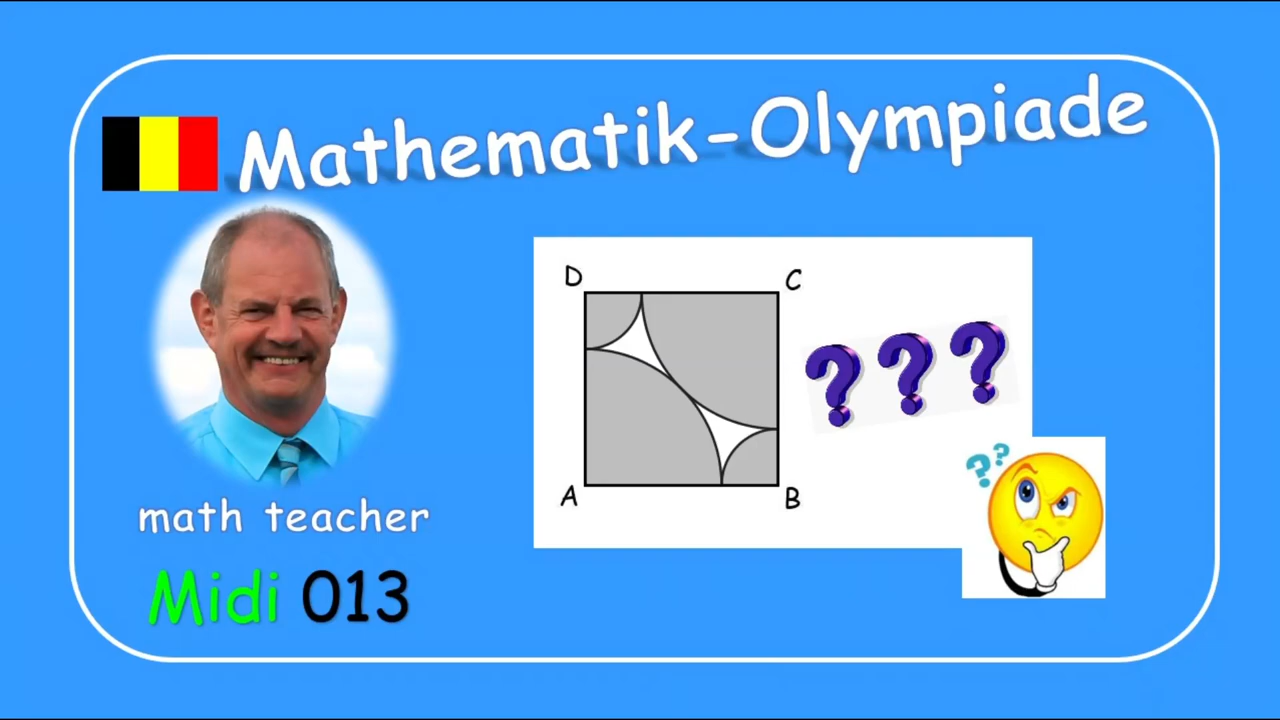 Mathematik-Olympiade
D
C
? ? ?
? ?
A
B
math teacher
Midi 013